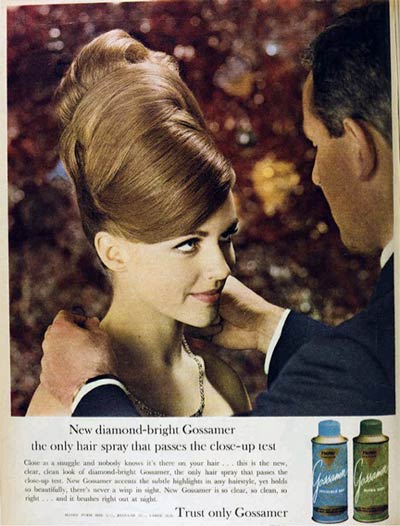 New diamond-bright Gossamer
the only hair spray that passes the close-up test
Close as a snuggle and nobody knows it's there on your hair . . . this is the new,
clear, clean look of diamond-bright Gossamer, the only hair spray that passes the
close-up test. New Gossamer accents the subtle highlights in any hairstyle, yet holds
so beautifully, there's never a wisp in sight. New Gossamer is so clear, so clean, so
right . . . and it brushes right out at night.
Trust only Gossamer
Gossamer
Gossamer